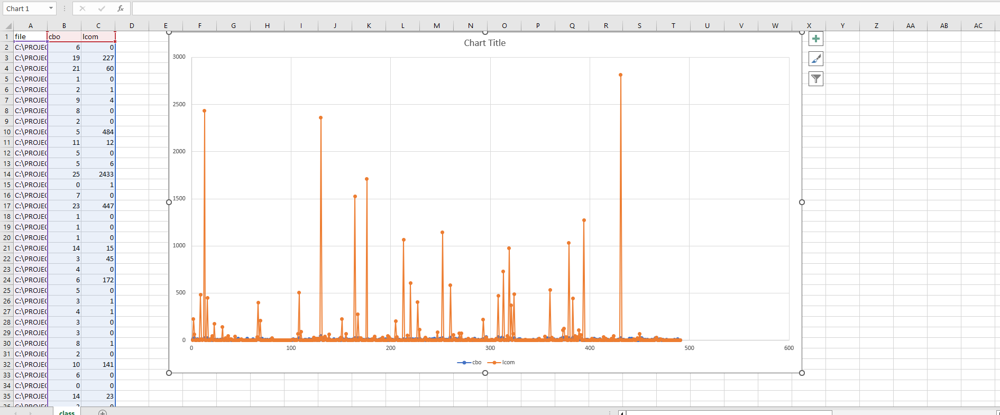 Chart 1 fx
A B C D E F G H I J K L M N O P Q R S T U V W X Y Z AA AB AC
1 file cbo lcom
2 C:\PROJE 6 0
3 C:\PROJE 19 227
4 C:\PROJE 21 60
5 C:\PROJE 1 0
6 C:\PROJE 2 1
7 C:\PROJE 9 4
8 C:\PROJE 8 0
9 C:\PROJE 2 0
10 C:\PROJE 5 484
11 C:\PROJE 11 12
12 C:\PROJE 5 0
13 C:\PROJE 5 6
14 C:\PROJE 25 2433
15 C:\PROJE 0 1
16 C:\PROJE 7 0
17 C:\PROJE 23 447
18 C:\PROJE 1 0
19 C:\PROJE 1 0
20 C:\PROJE 1 0
21 C:\PROJE 14 15
22 C:\PROJE 3 45
23 C:\PROJE 4 0
24 C:\PROJE 6 172
25 C:\PROJE 5 0
26 C:\PROJE 3 1
27 C:\PROJE 4 1
28 C:\PROJE 3 0
29 C:\PROJE 3 0
30 C:\PROJE 8 1
31 C:\PROJE 2 0
32 C:\PROJE 10 141
33 C:\PROJE 6 0
34 C:\PROJE 0 0
35 C:\PROJE 14 23
Chart Title
3000
2500
2000
1500
1000
500
0
0 100 200 300 400 500 600
cbo lcom
class